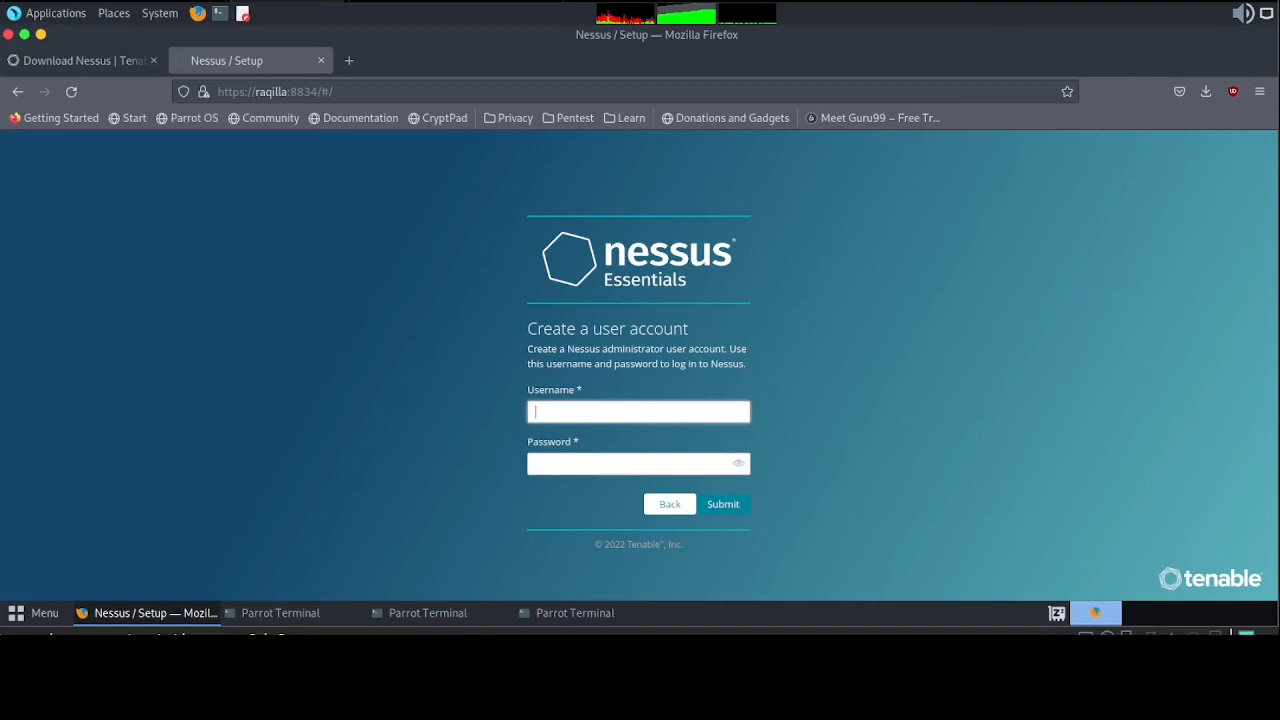 Applications Places System
Nessus / Setup — Mozilla Firefox
Download Nessus | Tenal
Nessus / Setup
https://raqilla:8834/#/
Getting Started Start Parrot OS Community Documentation CryptPad Privacy Pentest Learn Donations and Gadgets Meet Guru99 – Free Tr...
nessus
Essentials
Create a user account
Create a Nessus administrator user account. Use
this username and password to log in to Nessus.
Username *
Password *
Back Submit
© 2022 Tenable™, Inc.
tenable
Menu Nessus / Setup — Mozil... Parrot Terminal Parrot Terminal Parrot Terminal